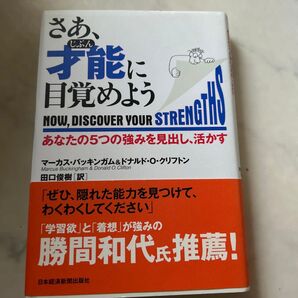 さあ、
じぶん
才能に
目覚めよう
NOW, DISCOVER YOUR STRENGTHS
あなたの5つの強みを見出し、活かす
マーカス・バッキンガム&ドナルド・O・クリフトン
Marcus Buckingham & Donald O. Clifton
田口俊樹[訳]
「ぜひ、隠れた能力を見つけて、
わくわくしてください」
「学習欲」と「着想」が強みの
勝間和代氏推薦!
日本経済新聞出版社